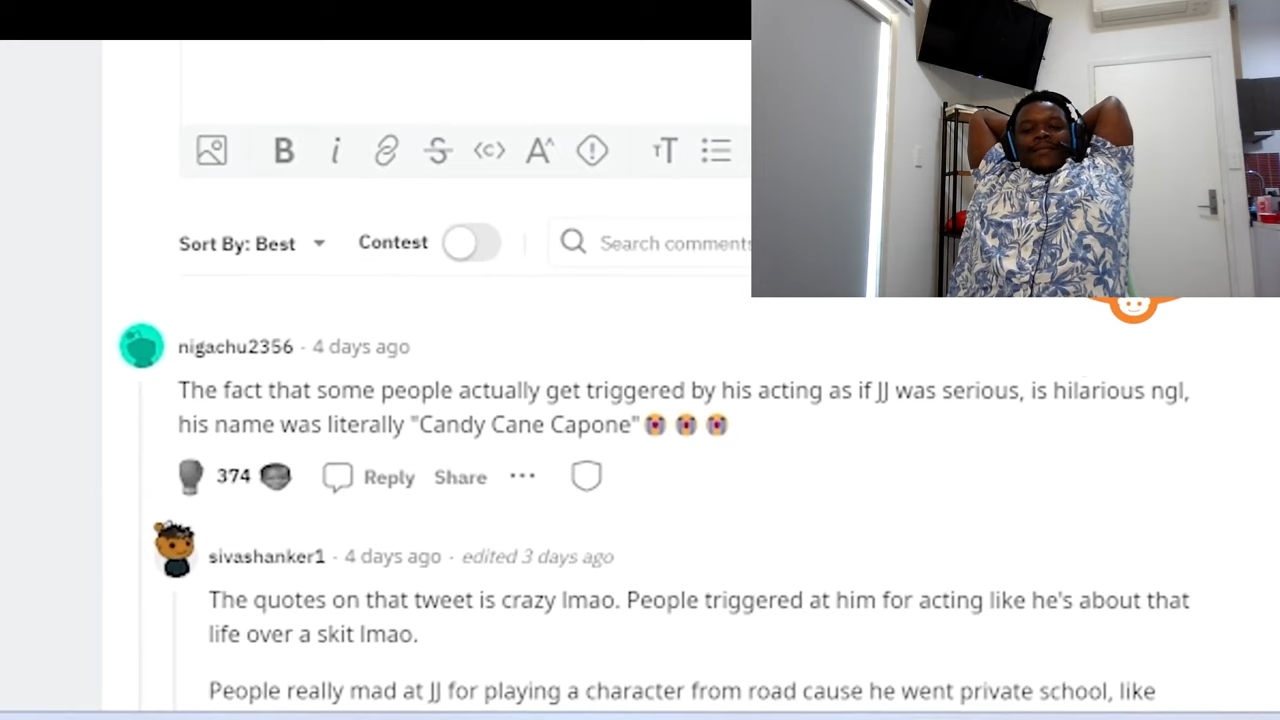 B i S <c> A^ T T
Sort By: Best Contest Search comments
nigachu2356 · 4 days ago
The fact that some people actually get triggered by his acting as if JJ was serious, is hilarious ngl,
his name was literally "Candy Cane Capone"😭 😭 😭
374 Reply Share ···
sivashanker1 · 4 days ago · edited 3 days ago
The quotes on that tweet is crazy lmao. People triggered at him for acting like he's about that
life over a skit lmao.
People really mad at JJ for playing a character from road cause he went private school, like